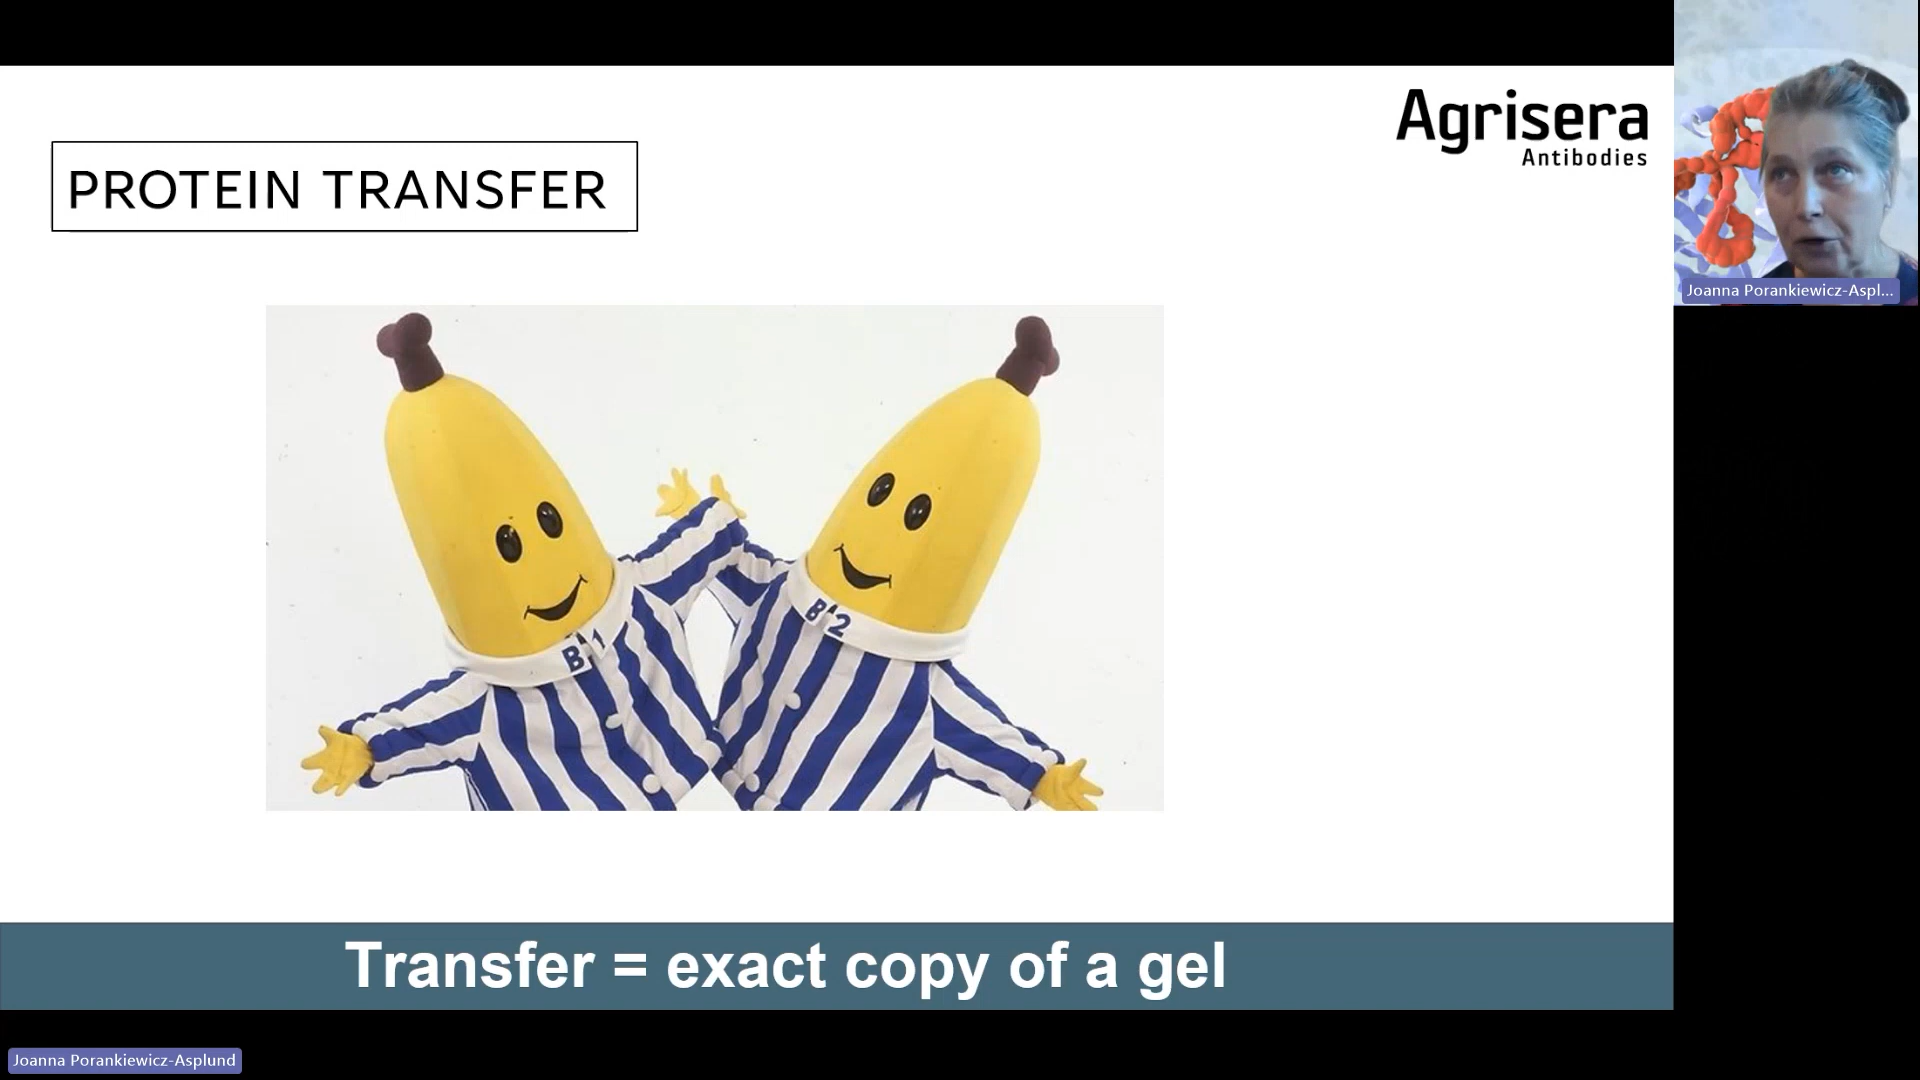 Agrisera
Antibodies
PROTEIN TRANSFER
B1
B2
Transfer = exact copy of a gel
Joanna Porankiewicz-Aspl...
Joanna Porankiewicz-Asplund